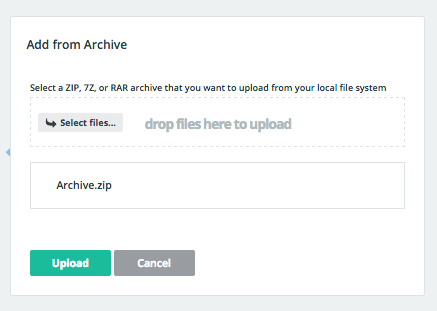 Add from Archive
Select a ZIP, 7Z, or RAR archive that you want to upload from your local file system
Select files...
drop files here to upload
Archive.zip
Upload
Cancel